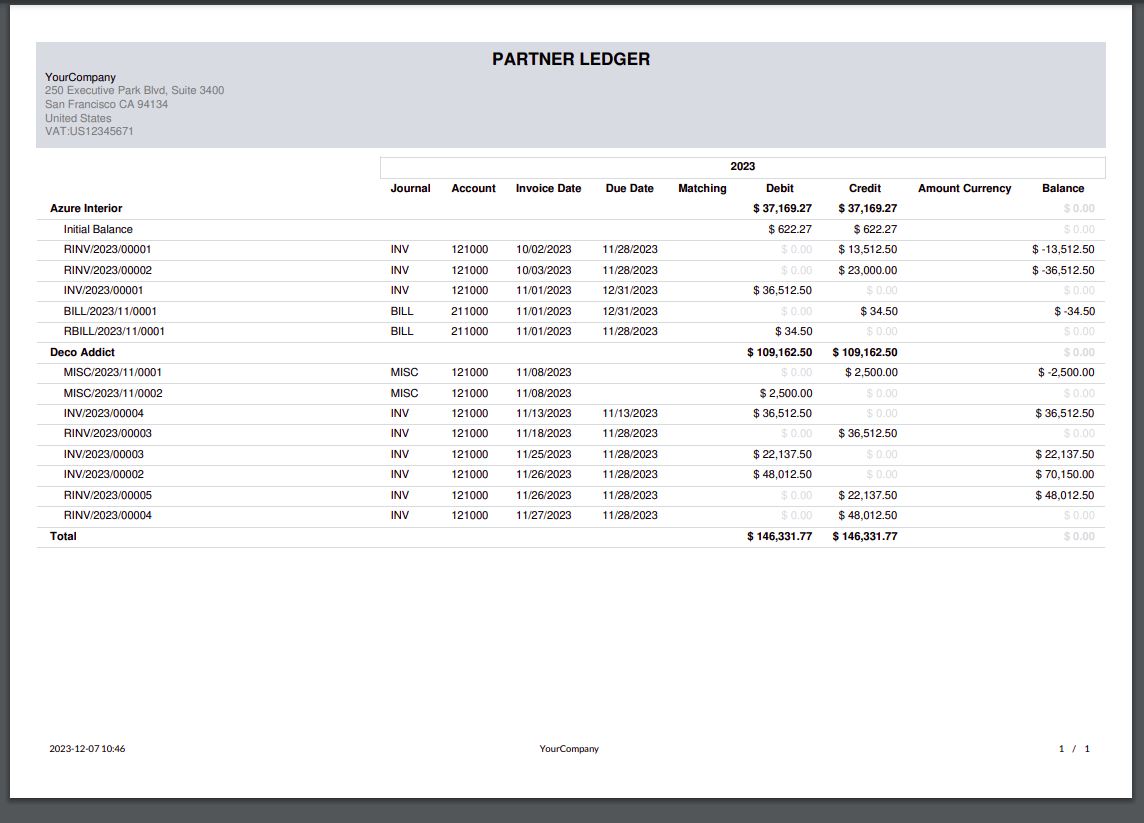 PARTNER LEDGER
YourCompany
250 Executive Park Blvd, Suite 3400
San Francisco CA 94134
United States
VAT:US12345671
2023
Journal Account Invoice Date Due Date Matching Debit Credit Amount Currency Balance
Azure Interior $ 37,169.27 $ 37,169.27 $ 0.00
Initial Balance $ 622.27 $ 622.27 $ 0.00
RINV/2023/00001 INV 121000 10/02/2023 11/28/2023 $ 0.00 $ 13,512.50 $ -13,512.50
RINV/2023/00002 INV 121000 10/03/2023 11/28/2023 $ 0.00 $ 23,000.00 $ -36,512.50
INV/2023/00001 INV 121000 11/01/2023 12/31/2023 $ 36,512.50 $ 0.00 $ 0.00
BILL/2023/11/0001 BILL 211000 11/01/2023 12/31/2023 $ 0.00 $ 34.50 $ -34.50
RBILL/2023/11/0001 BILL 211000 11/01/2023 11/28/2023 $ 34.50 $ 0.00 $ 0.00
Deco Addict $ 109,162.50 $ 109,162.50 $ 0.00
MISC/2023/11/0001 MISC 121000 11/08/2023 $ 0.00 $ 2,500.00 $ -2,500.00
MISC/2023/11/0002 MISC 121000 11/08/2023 $ 2,500.00 $ 0.00 $ 0.00
INV/2023/00004 INV 121000 11/13/2023 11/13/2023 $ 36,512.50 $ 0.00 $ 36,512.50
RINV/2023/00003 INV 121000 11/18/2023 11/28/2023 $ 0.00 $ 36,512.50 $ 0.00
INV/2023/00003 INV 121000 11/25/2023 11/28/2023 $ 22,137.50 $ 0.00 $ 22,137.50
INV/2023/00002 INV 121000 11/26/2023 11/28/2023 $ 48,012.50 $ 0.00 $ 70,150.00
RINV/2023/00005 INV 121000 11/26/2023 11/28/2023 $ 0.00 $ 22,137.50 $ 48,012.50
RINV/2023/00004 INV 121000 11/27/2023 11/28/2023 $ 0.00 $ 48,012.50 $ 0.00
Total $ 146,331.77 $ 146,331.77 $ 0.00
2023-12-07 10:46 YourCompany 1 / 1